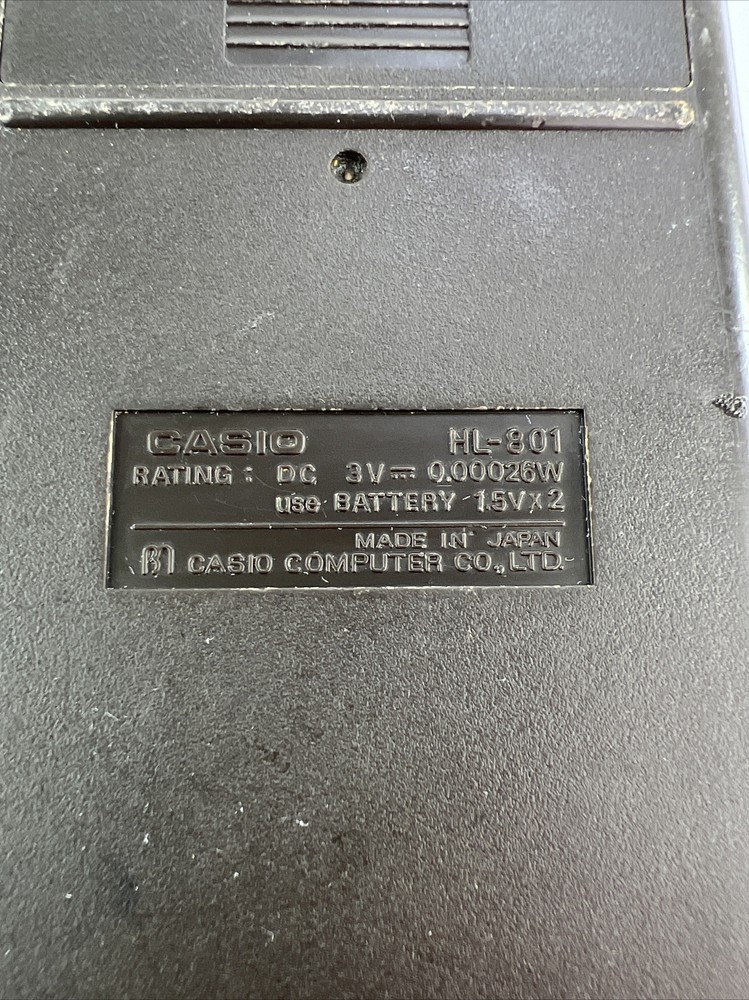 CASIO HL-801
RATING : DC 3V⎓ 0.00026W
use BATTERY 1.5V×2
MADE IN JAPAN
CASIO COMPUTER CO., LTD.